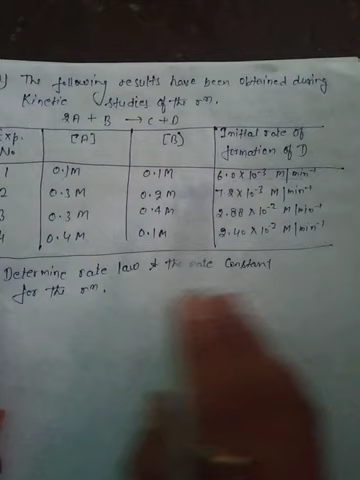 1) The following results have been obtained during
Kinetic studies of the rxn.
2A + B → C + D
Exp. No [A] [B] Initial rate of formation of D
1 0.1M 0.1M 6.0 x 10⁻³ M/min⁻¹
2 0.3 M 0.2 M 7.2 x 10⁻² M/min⁻¹
3 0.3 M 0.4 M 2.88 x 10⁻² M/min⁻¹
4 0.4 M 0.1 M 2.40 x 10⁻² M/min⁻¹
Determine rate law & the rate constant
for the rxn.